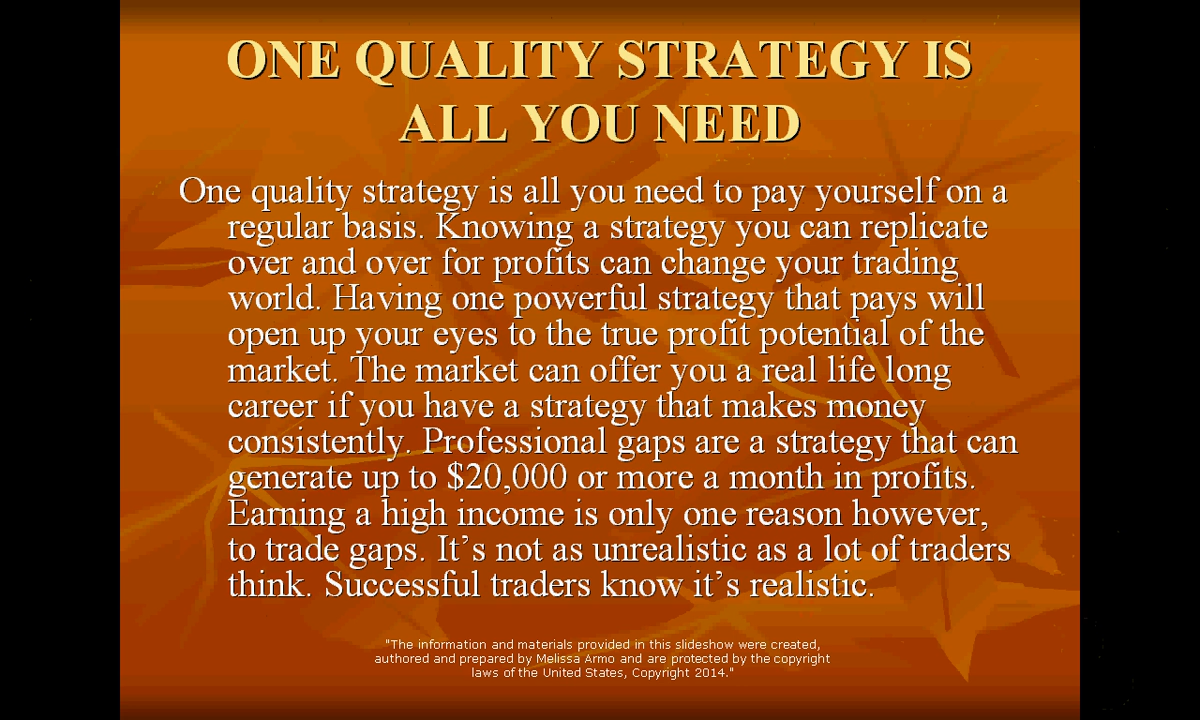 ONE QUALITY STRATEGY IS
ALL YOU NEED
One quality strategy is all you need to pay yourself on a
regular basis. Knowing a strategy you can replicate
over and over for profits can change your trading
world. Having one powerful strategy that pays will
open up your eyes to the true profit potential of the
market. The market can offer you a real life long
career if you have a strategy that makes money
consistently. Professional gaps are a strategy that can
generate up to $20,000 or more a month in profits.
Earning a high income is only one reason however,
to trade gaps. It’s not as unrealistic as a lot of traders
think. Successful traders know it’s realistic.
"The information and materials provided in this slideshow were created,
authored and prepared by Melissa Armo and are protected by the copyright
laws of the United States, Copyright 2014."